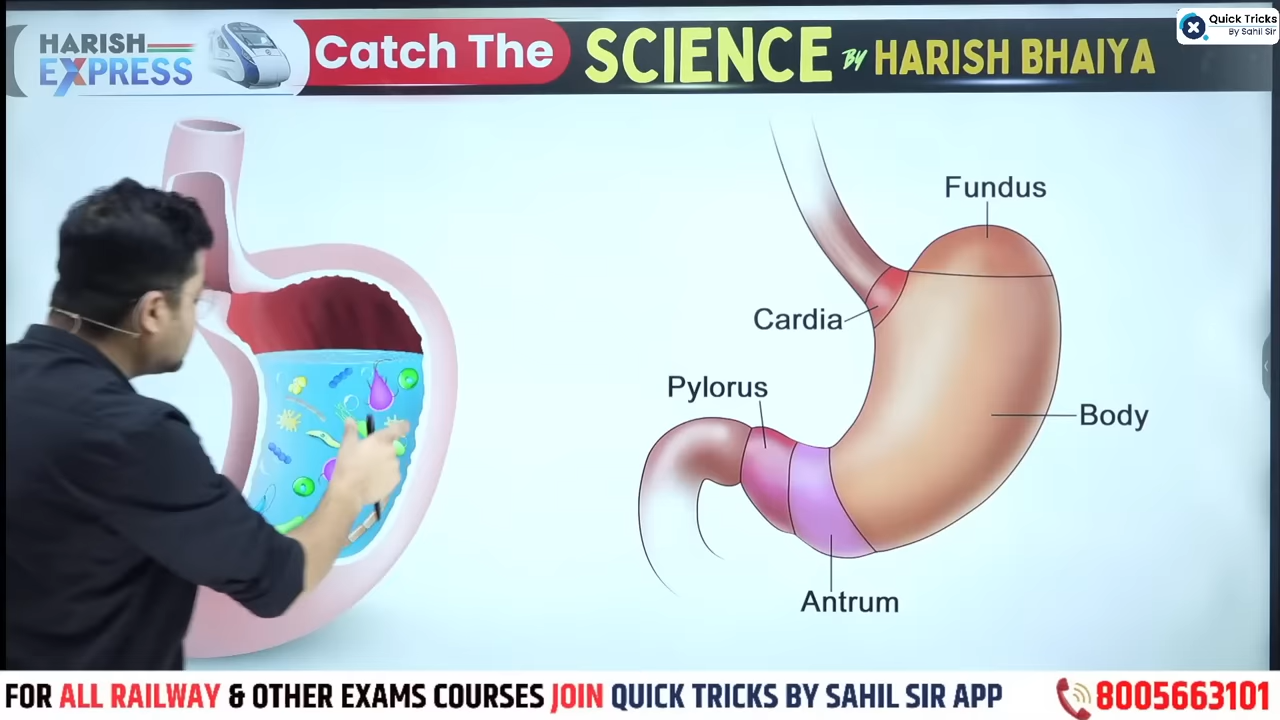 HARISH
EXPRESS
Catch The
SCIENCE BY HARISH BHAIYA
Quick Tricks
By Sahil Sir
Fundus
Cardia
Pylorus
Body
Antrum
FOR ALL RAILWAY & OTHER EXAMS COURSES JOIN QUICK TRICKS BY SAHIL SIR APP
8005663101